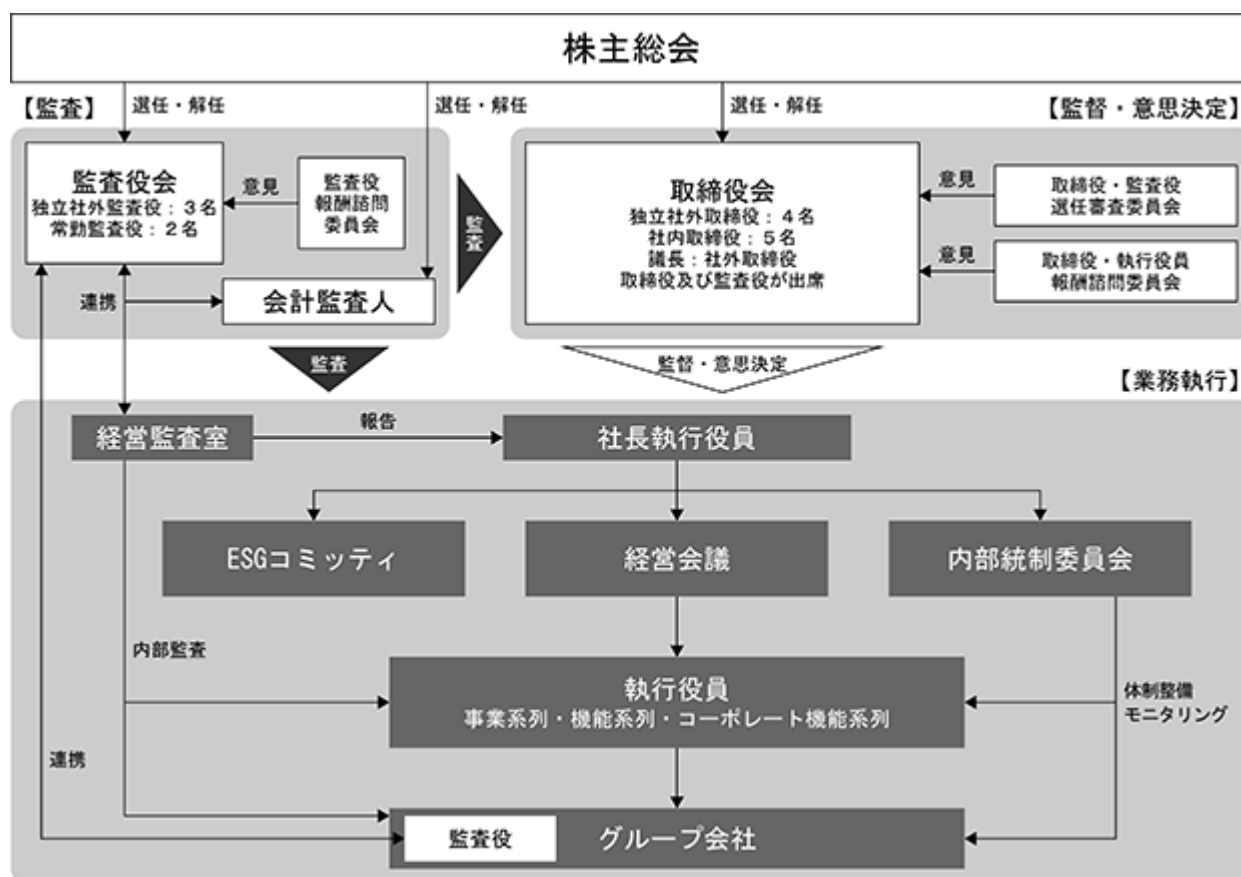 株主総会
【監査】
選任・解任
選任・解任
選任・解任
【監督・意思決定】
監査役会
独立社外監査役：３名
常勤監査役：２名
意見
監査役
報酬諮問
委員会
監査
取締役会
独立社外取締役：４名
社内取締役：５名
議長：社外取締役
取締役及び監査役が出席
意見
取締役・監査役
選任審査委員会
意見
取締役・執行役員
報酬諮問委員会
連携
会計監査人
監査
監督・意思決定
【業務執行】
経営監査室
報告
社長執行役員
ESGコミッティ
経営会議
内部統制委員会
内部監査
執行役員
事業系列・機能系列・コーポレート機能系列
体制整備
モニタリング
連携
監査役
グループ会社